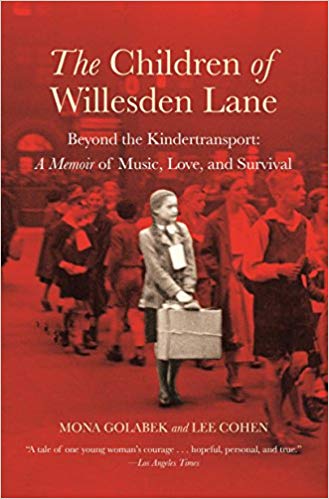 The Children of
Willesden Lane
Beyond the Kindertransport:
A Memoir of Music, Love, and Survival
MONA GOLABEK and LEE COHEN
“A tale of one young woman’s courage . . . hopeful, personal, and true.”
—Los Angeles Times